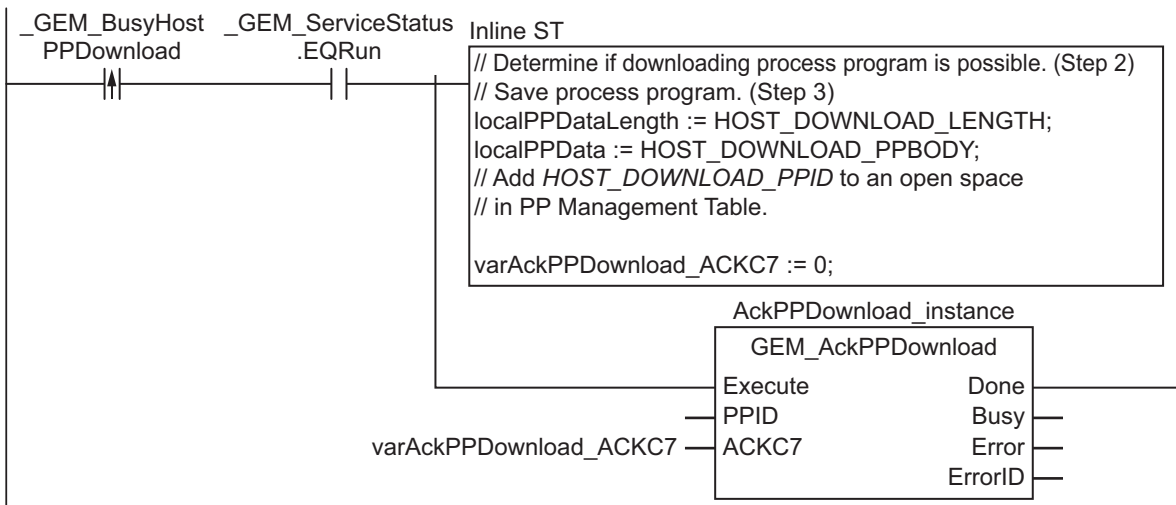 _GEM_BusyHost
PPDownload
_GEM_ServiceStatus
.EQRun
Inline ST
// Determine if downloading process program is possible. (Step 2)
// Save process program. (Step 3)
localPPDataLength := HOST_DOWNLOAD_LENGTH;
localPPData := HOST_DOWNLOAD_PPBODY;
// Add HOST_DOWNLOAD_PPID to an open space
// in PP Management Table.
varAckPPDownload_ACKC7 := 0;
AckPPDownload_instance
GEM_AckPPDownload
Execute Done
PPID Busy
varAckPPDownload_ACKC7 ACKC7 Error
ErrorID